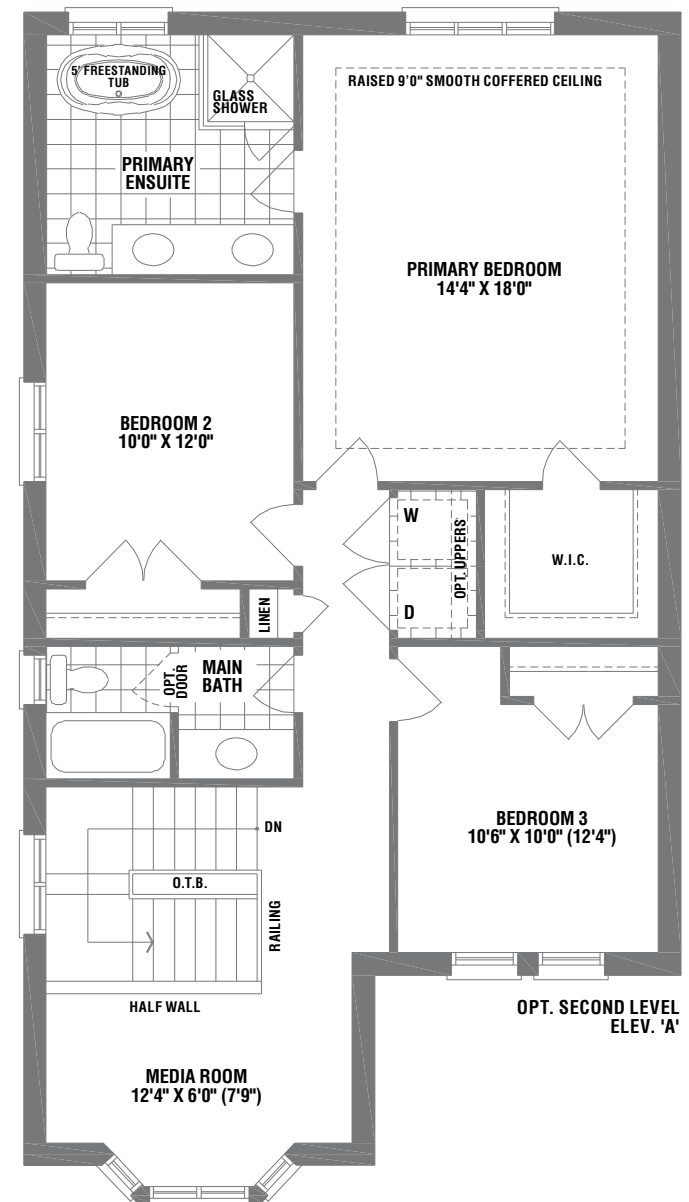 5' FREESTANDING
TUB
GLASS
SHOWER
RAISED 9'0" SMOOTH COFFERED CEILING
PRIMARY
ENSUITE
PRIMARY BEDROOM
14'4" X 18'0"
BEDROOM 2
10'0" X 12'0"
W
D
OPT. UPPERS
W.I.C.
LINEN
OPT.
DOOR
MAIN
BATH
BEDROOM 3
10'6" X 10'0" (12'4")
DN
O.T.B.
RAILING
HALF WALL
OPT. SECOND LEVEL
ELEV. 'A'
MEDIA ROOM
12'4" X 6'0" (7'9")